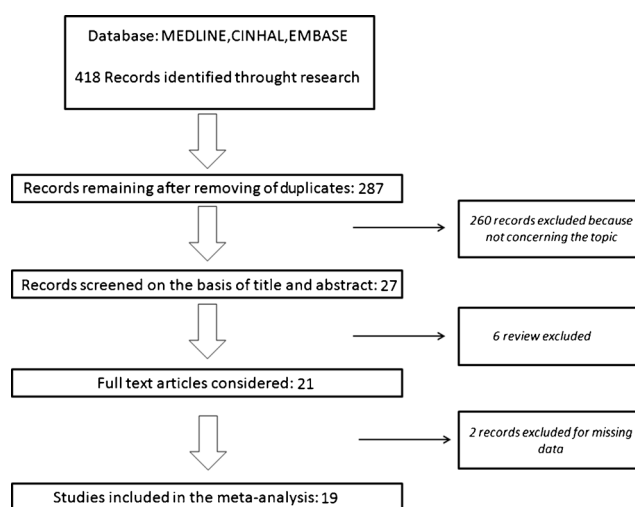 Database: MEDLINE,CINHAL,EMBASE
418 Records identified throught research
Records remaining after removing of duplicates: 287
260 records excluded because
not concerning the topic
Records screened on the basis of title and abstract: 27
6 review excluded
Full text articles considered: 21
2 records excluded for missing
data
Studies included in the meta-analysis: 19